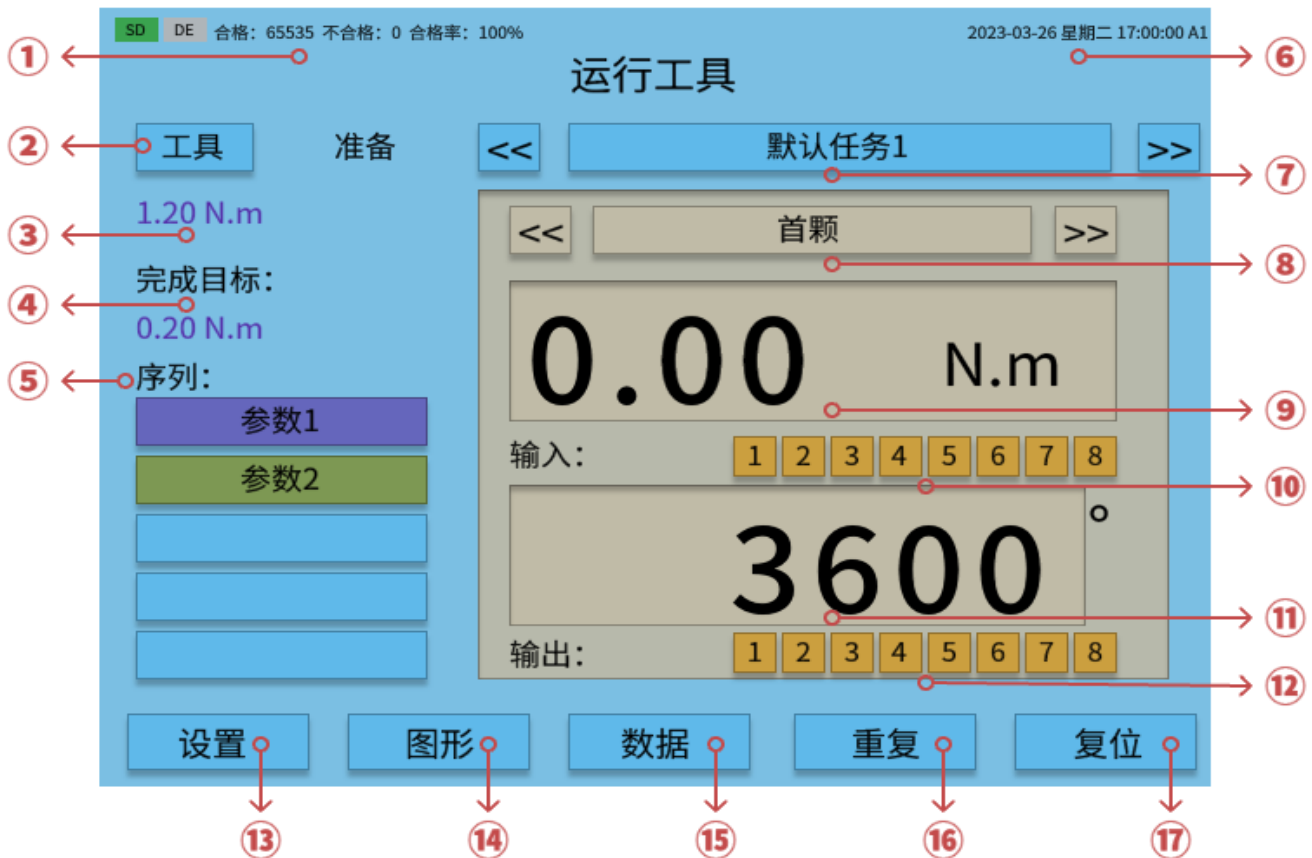 SD DE 合格：65535 不合格：0 合格率：100% 2023-03-26 星期二 17:00:00 A1
① ⑥
运行工具
② 工具 准备 << 默认任务1 >>
⑦
1.20 N.m
③ << 首颗 >>
⑧
完成目标：
④
0.20 N.m
0.00 N.m
⑤ 序列：
参数1
⑨
输入： 1 2 3 4 5 6 7 8
参数2
⑩
3600 °
⑪
输出： 1 2 3 4 5 6 7 8
⑫
设置 图形 数据 重复 复位
⑬ ⑭ ⑮ ⑯ ⑰